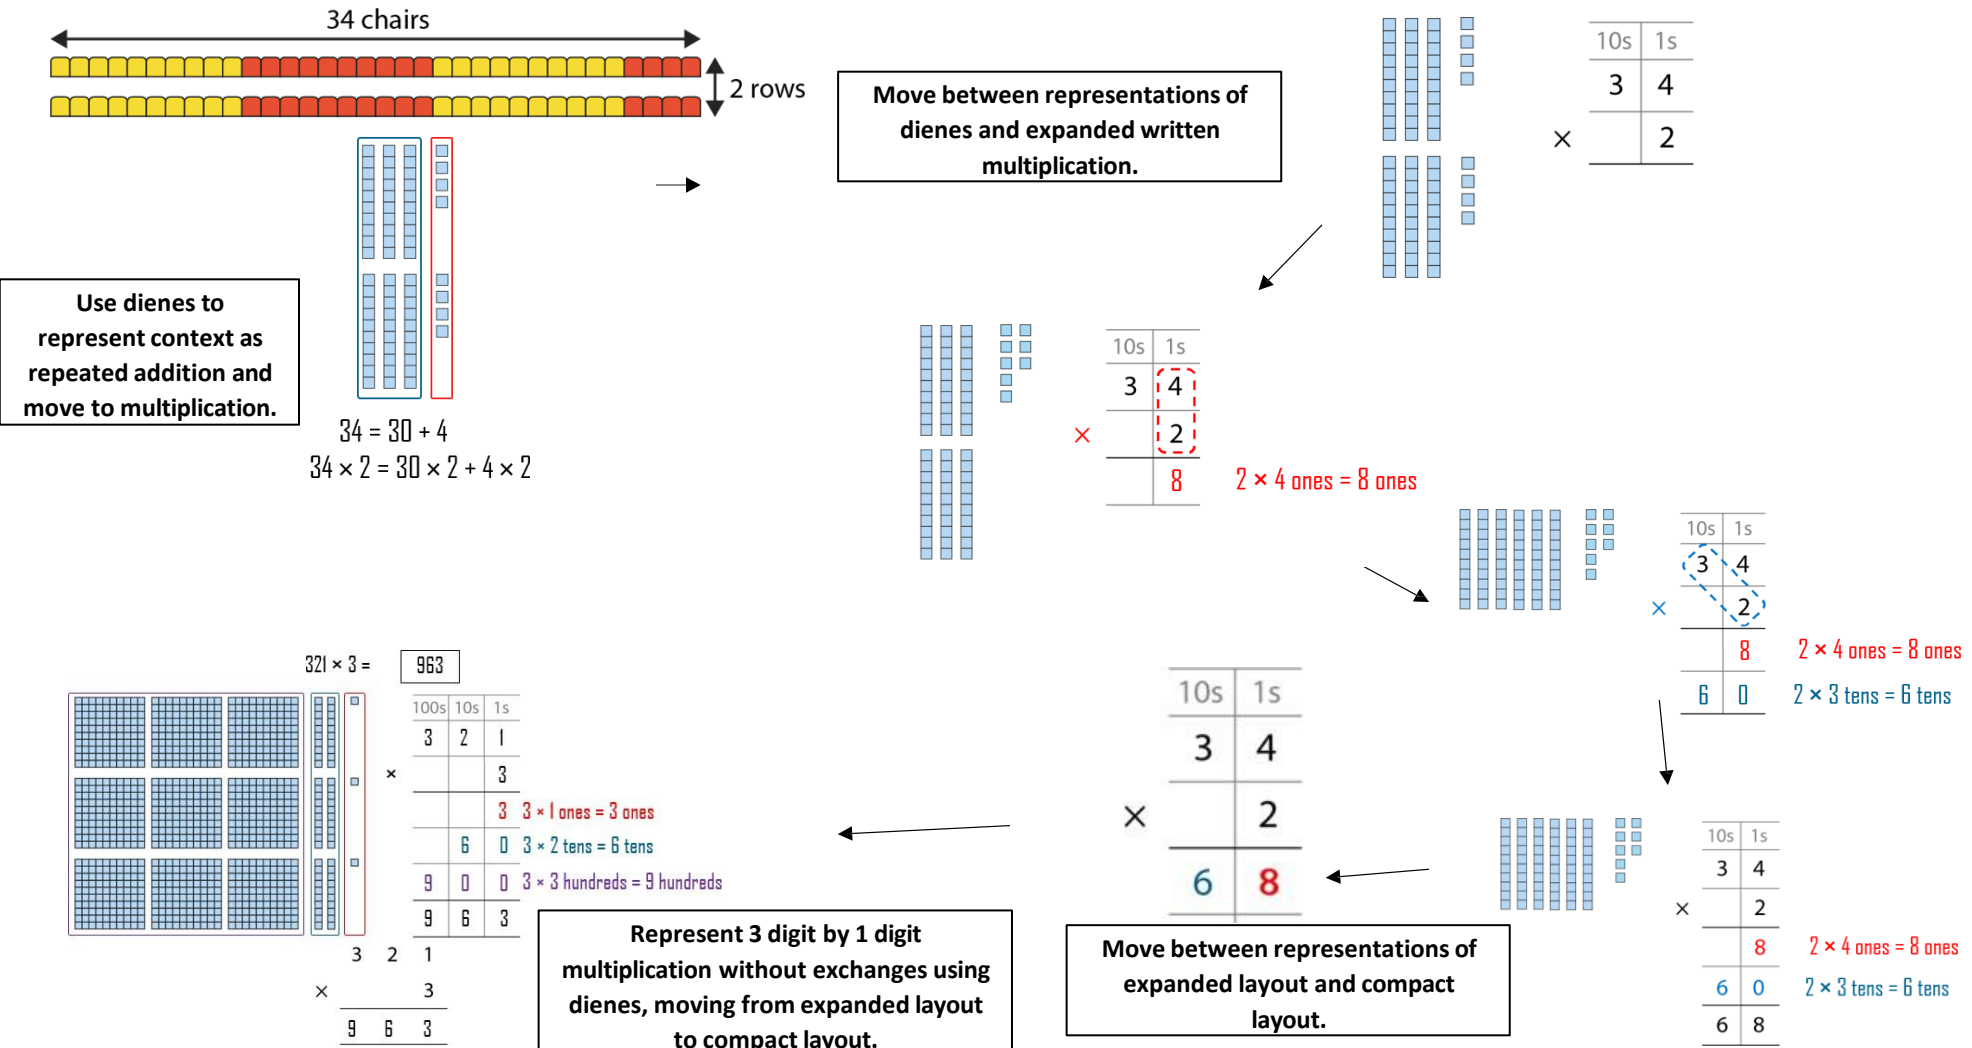 34 chairs
2 rows
Use dienes to
represent context as
repeated addition and
move to multiplication.
34 = 30 + 4
34 × 2 = 30 × 2 + 4 × 2
Move between representations of
dienes and expanded written
multiplication.
10s 1s
3 4
× 2
10s 1s
3 4
× 2
8 2 × 4 ones = 8 ones
10s 1s
3 4
× 2
8 2 × 4 ones = 8 ones
6 0 2 × 3 tens = 6 tens
10s 1s
3 4
× 2
8 2 × 4 ones = 8 ones
6 0 2 × 3 tens = 6 tens
6 8
10s 1s
3 4
× 2
6 8
Move between representations of
expanded layout and compact
layout.
321 × 3 = 963
100s 10s 1s
3 2 1
× 3
3 3 × 1 ones = 3 ones
6 0 3 × 2 tens = 6 tens
9 0 0 3 × 3 hundreds = 9 hundreds
9 6 3
3 2 1
× 3
9 6 3
Represent 3 digit by 1 digit
multiplication without exchanges using
dienes, moving from expanded layout
to compact layout.